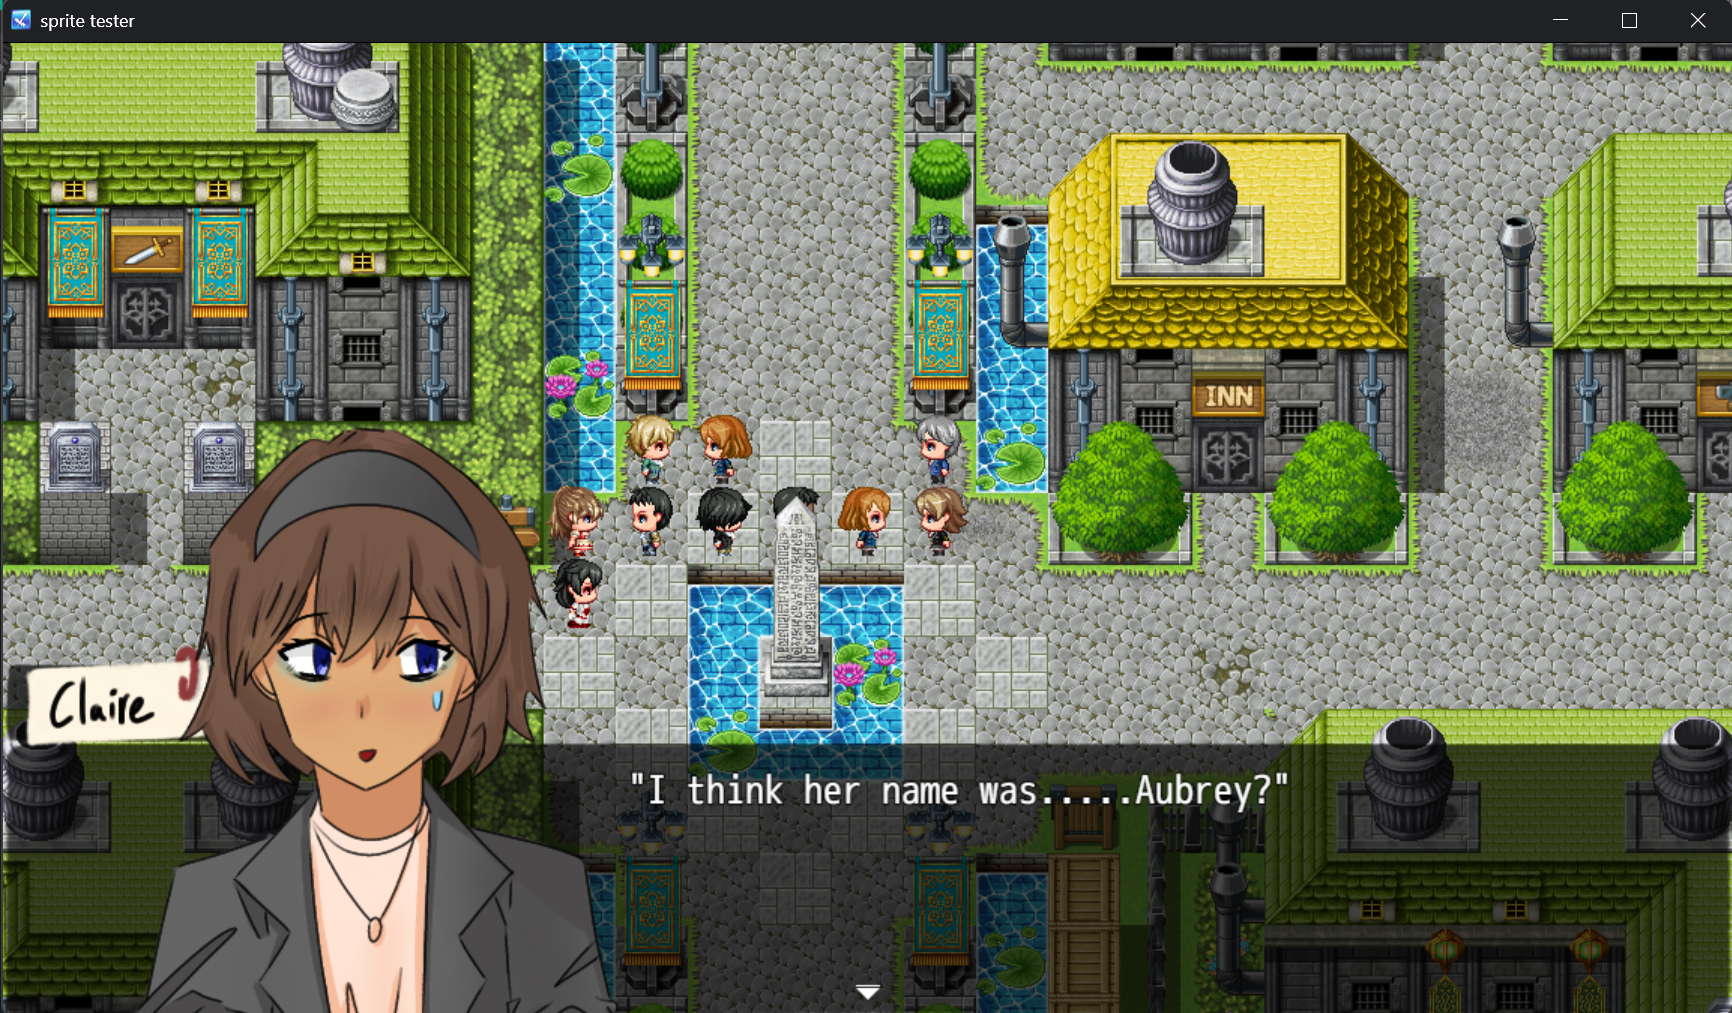 sprite tester
INN
Claire
"I think her name was.....Aubrey?"